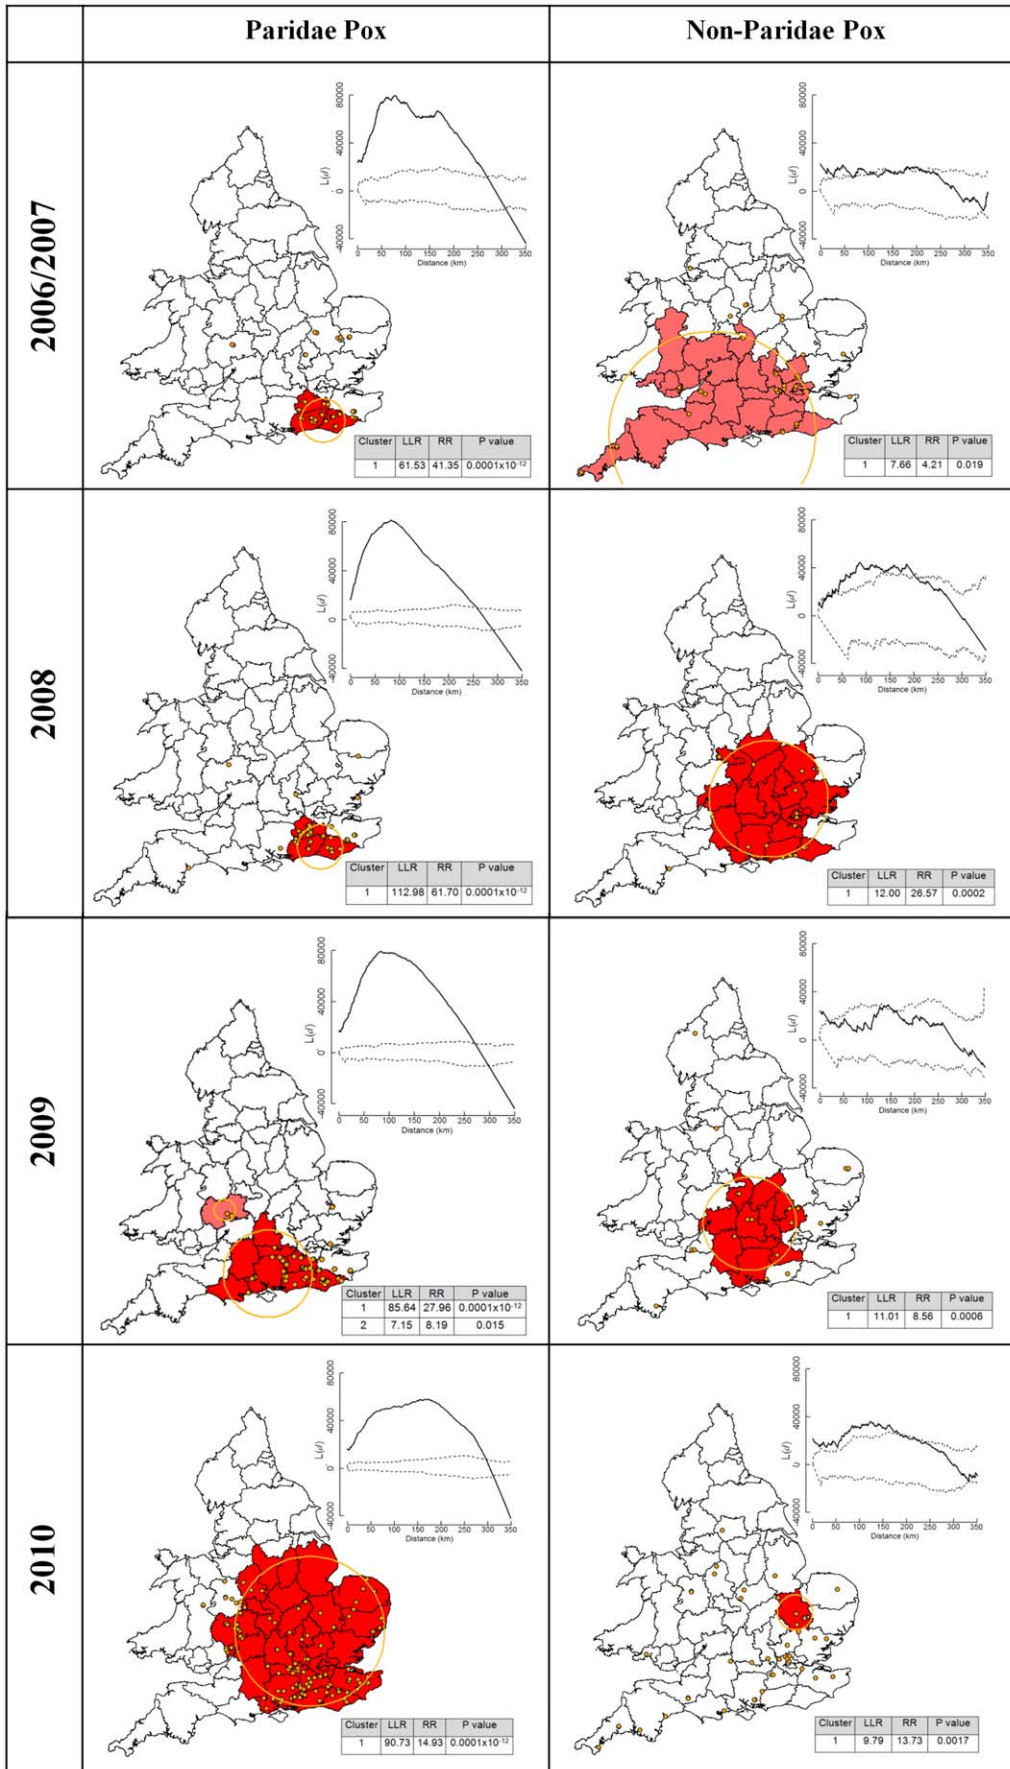 Paridae Pox Non-Paridae Pox
2006/2007
80000
40000
0
-40000
L(d)
0 50 100 150 200 250 300 350
Distance (km)
Cluster LLR RR P value
1 61.53 41.35 0.0001x10-12
80000
40000
0
-40000
L(d)
0 50 100 150 200 250 300 350
Distance (km)
Cluster LLR RR P value
1 7.66 4.21 0.019
2008
80000
40000
0
-40000
L(d)
0 50 100 150 200 250 300 350
Distance (km)
Cluster LLR RR P value
1 112.98 61.70 0.0001x10-12
80000
40000
0
-40000
L(d)
0 50 100 150 200 250 300 350
Distance (km)
Cluster LLR RR P value
1 12.00 26.57 0.0002
2009
80000
40000
0
-40000
L(d)
0 50 100 150 200 250 300 350
Distance (km)
Cluster LLR RR P value
1 85.64 27.96 0.0001x10-12
2 7.15 8.19 0.015
80000
40000
0
-40000
L(d)
0 50 100 150 200 250 300 350
Distance (km)
Cluster LLR RR P value
1 11.01 8.56 0.0006
2010
80000
40000
0
-40000
L(d)
0 50 100 150 200 250 300 350
Distance (km)
Cluster LLR RR P value
1 90.73 14.93 0.0001x10-12
80000
40000
0
-40000
L(d)
0 50 100 150 200 250 300 350
Distance (km)
Cluster LLR RR P value
1 9.79 13.73 0.0017